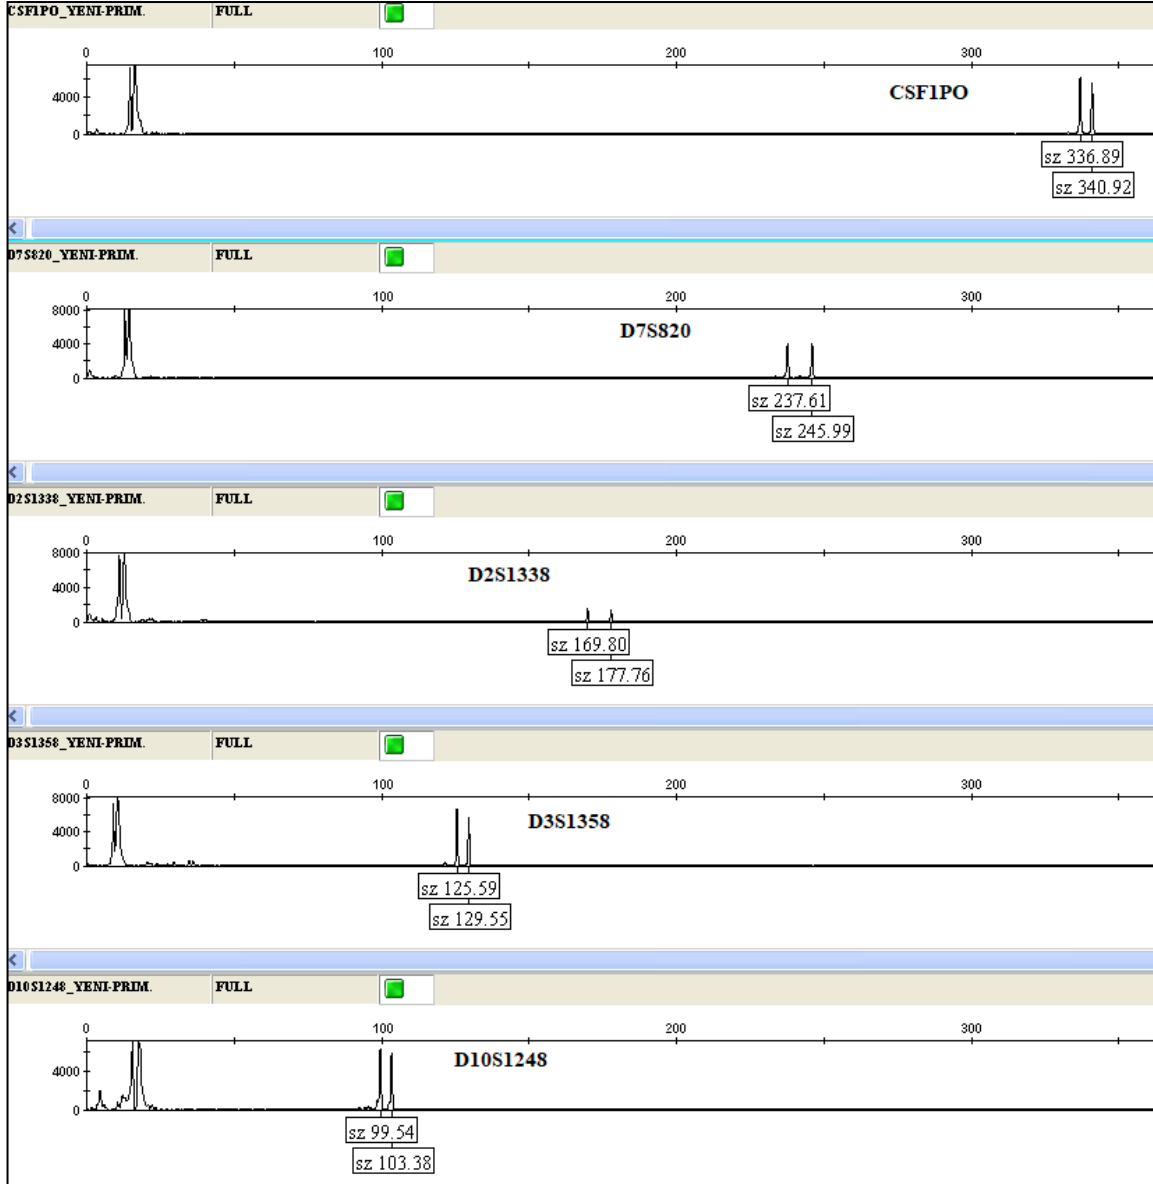 CSF1PO_YENI-PRIM. FULL
0 100 200 300
CSF1PO
4000
0
sz 336.89
sz 340.92
D7S820_YENI-PRIM. FULL
0 100 200 300
8000
D7S820
4000
0
sz 237.61
sz 245.99
D2S1338_YENI-PRIM. FULL
0 100 200 300
8000
D2S1338
4000
0
sz 169.80
sz 177.76
D3S1358_YENI-PRIM. FULL
0 100 200 300
8000
D3S1358
4000
0
sz 125.59
sz 129.55
D10S1248_YENI-PRIM. FULL
0 100 200 300
D10S1248
4000
0
sz 99.54
sz 103.38